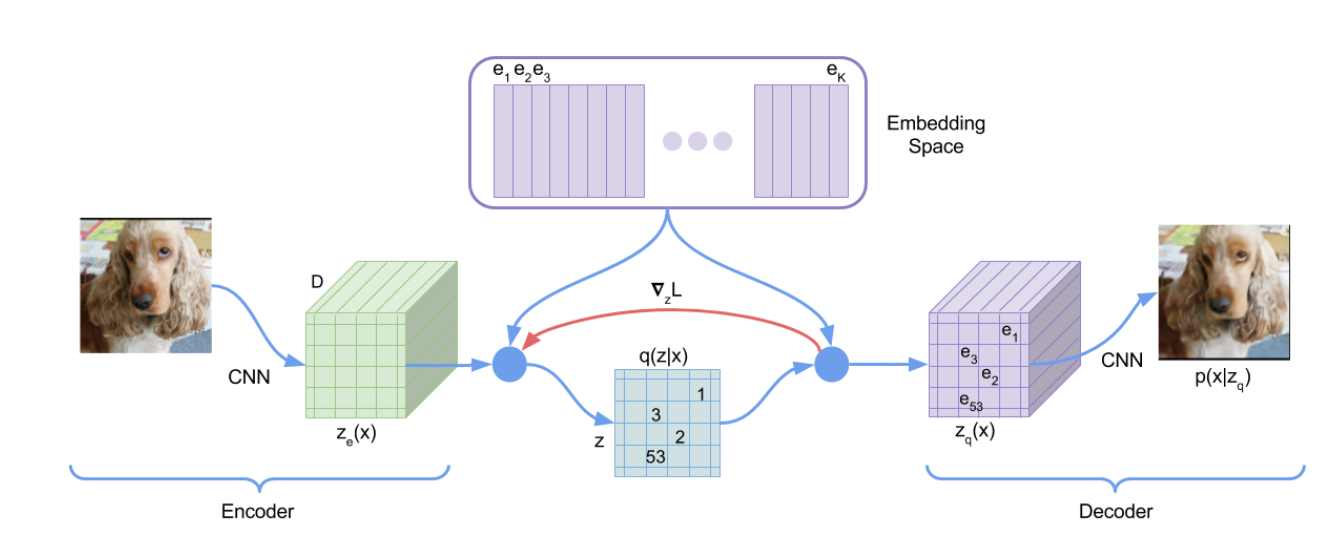 e1 e2 e3
eK
Embedding
Space
D
∇zL
q(z|x)
CNN
ze(x)
z
1
3
2
53
e1
e3
e2
e53
zq(x)
CNN
p(x|zq)
Encoder
Decoder